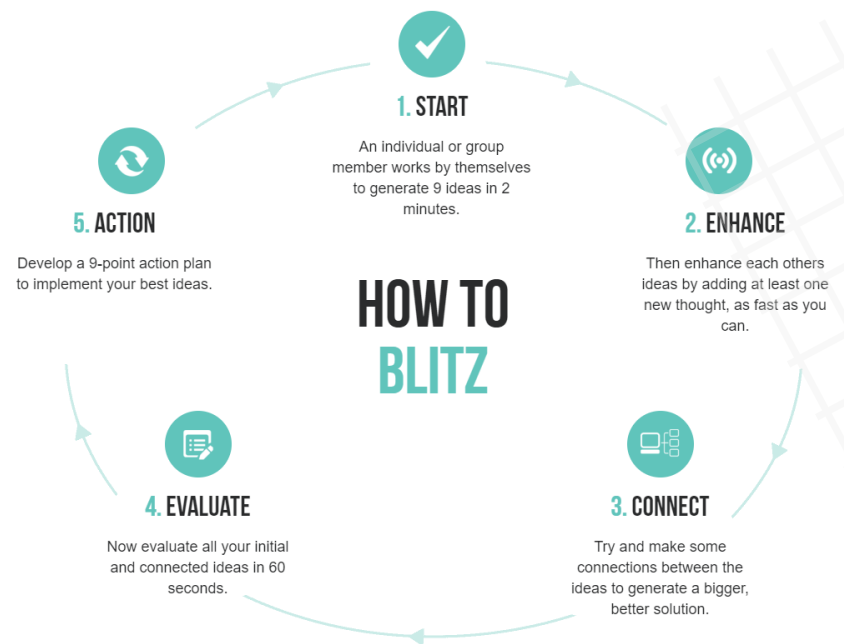 1. START
An individual or group
member works by themselves
to generate 9 ideas in 2
minutes.
2. ENHANCE
Then enhance each others
ideas by adding at least one
new thought, as fast as you
can.
HOW TO
BLITZ
3. CONNECT
Try and make some
connections between the
ideas to generate a bigger,
better solution.
4. EVALUATE
Now evaluate all your initial
and connected ideas in 60
seconds.
5. ACTION
Develop a 9-point action plan
to implement your best ideas.